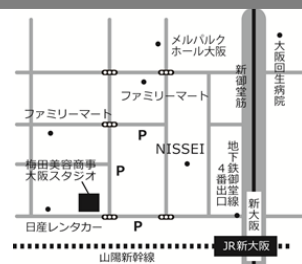 メルパルク
ホール大阪
大阪回生病院
新御堂筋
ファミリーマート
ファミリーマート
P
NISSEI
P
地下鉄御堂線
4番出口
梅田美容商事
大阪スタジオ
新大阪
日産レンタカー
P
JR新大阪
山陽新幹線